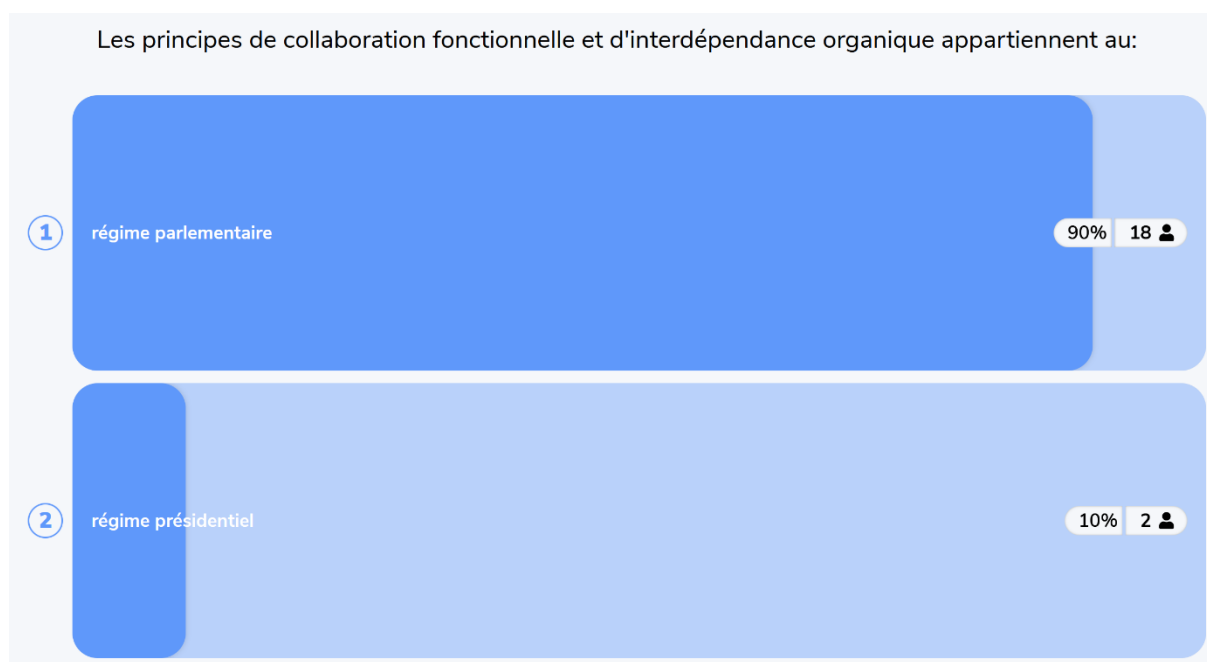 Les principes de collaboration fonctionnelle et d'interdépendance organique appartiennent au:
1 régime parlementaire 90% 18
2 régime présidentiel 10% 2